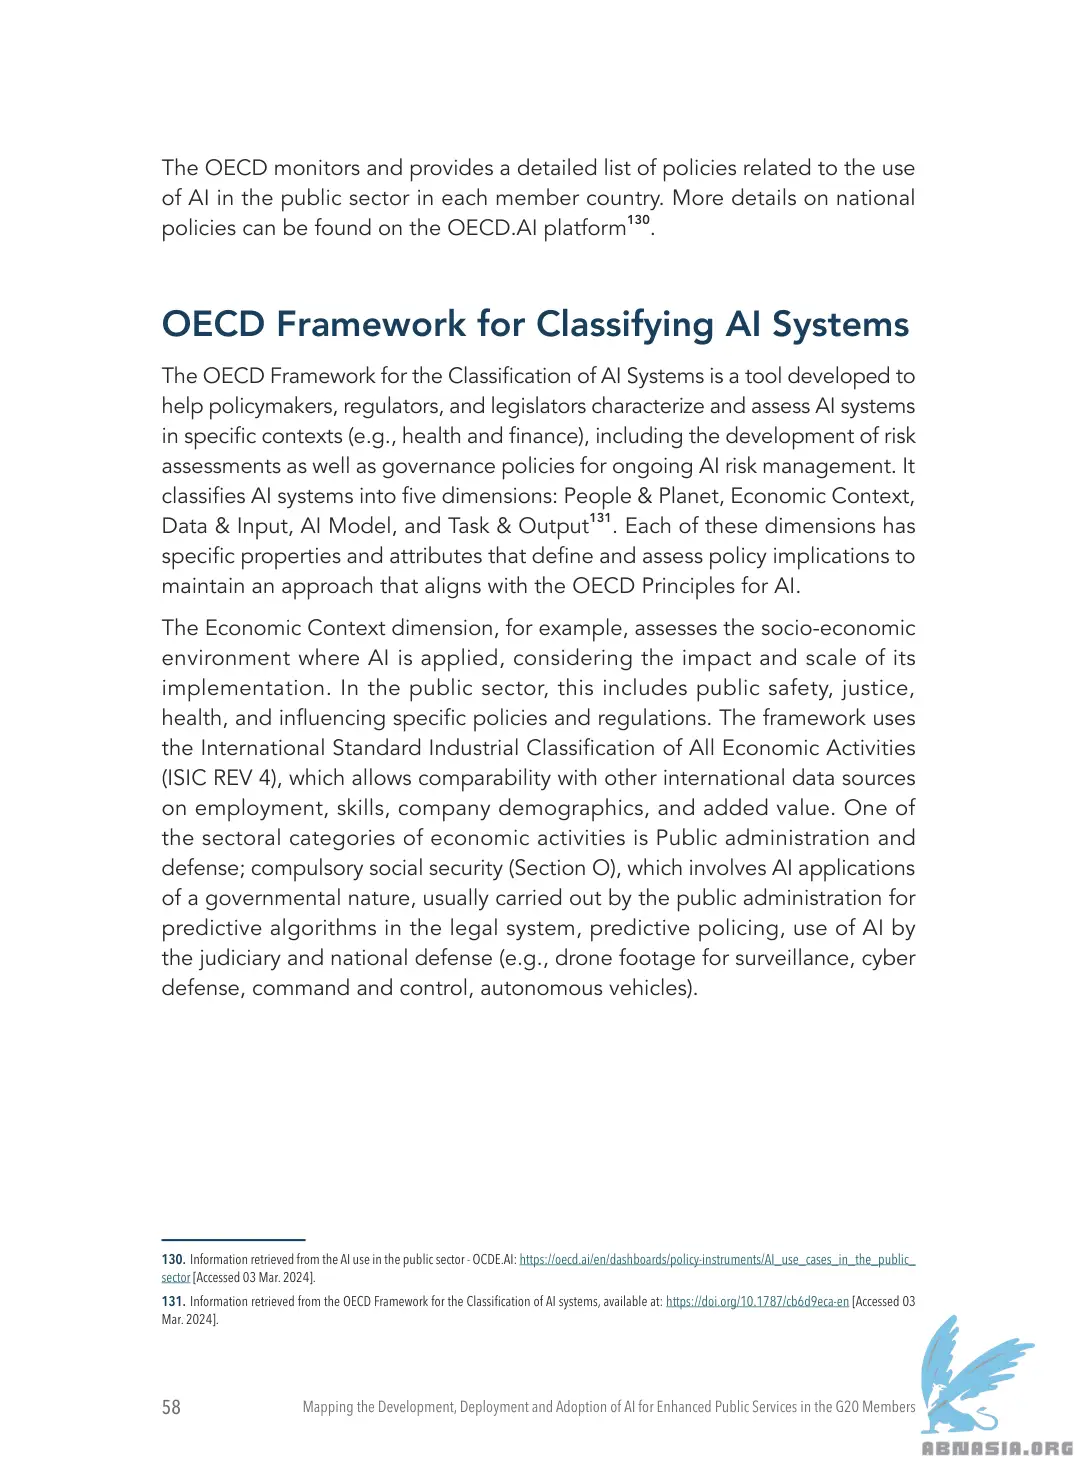 The OECD monitors and provides a detailed list of policies related to the use
of AI in the public sector in each member country. More details on national
policies can be found on the OECD.AI platform130.
OECD Framework for Classifying AI Systems
The OECD Framework for the Classification of AI Systems is a tool developed to
help policymakers, regulators, and legislators characterize and assess AI systems
in specific contexts (e.g., health and finance), including the development of risk
assessments as well as governance policies for ongoing AI risk management. It
classifies AI systems into five dimensions: People & Planet, Economic Context,
Data & Input, AI Model, and Task & Output131. Each of these dimensions has
specific properties and attributes that define and assess policy implications to
maintain an approach that aligns with the OECD Principles for AI.
The Economic Context dimension, for example, assesses the socio-economic
environment where AI is applied, considering the impact and scale of its
implementation. In the public sector, this includes public safety, justice,
health, and influencing specific policies and regulations. The framework uses
the International Standard Industrial Classification of All Economic Activities
(ISIC REV 4), which allows comparability with other international data sources
on employment, skills, company demographics, and added value. One of
the sectoral categories of economic activities is Public administration and
defense; compulsory social security (Section O), which involves AI applications
of a governmental nature, usually carried out by the public administration for
predictive algorithms in the legal system, predictive policing, use of AI by
the judiciary and national defense (e.g., drone footage for surveillance, cyber
defense, command and control, autonomous vehicles).
130. Information retrieved from the AI use in the public sector - OCDE.AI: https://oecd.ai/en/dashboards/policy-instruments/AI_use_cases_in_the_public_
sector [Accessed 03 Mar. 2024].
131. Information retrieved from the OECD Framework for the Classification of AI systems, available at: https://doi.org/10.1787/cb6d9eca-en [Accessed 03
Mar. 2024].
58
Mapping the Development, Deployment and Adoption of AI for Enhanced Public Services in the G20 Members
ABNASIA.ORG